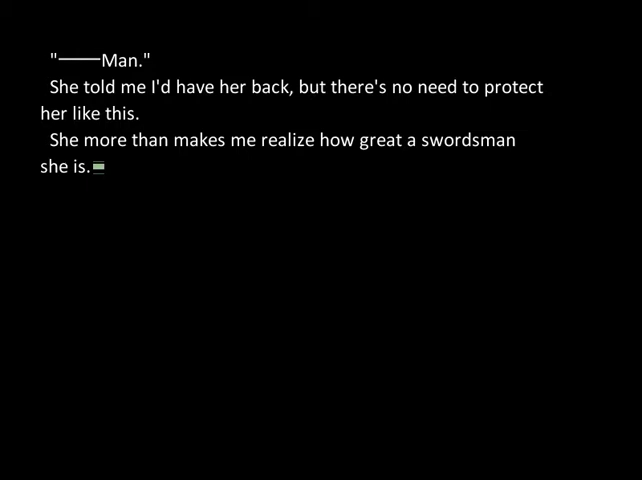 "───Man."
She told me I'd have her back, but there's no need to protect
her like this.
She more than makes me realize how great a swordsman
she is.